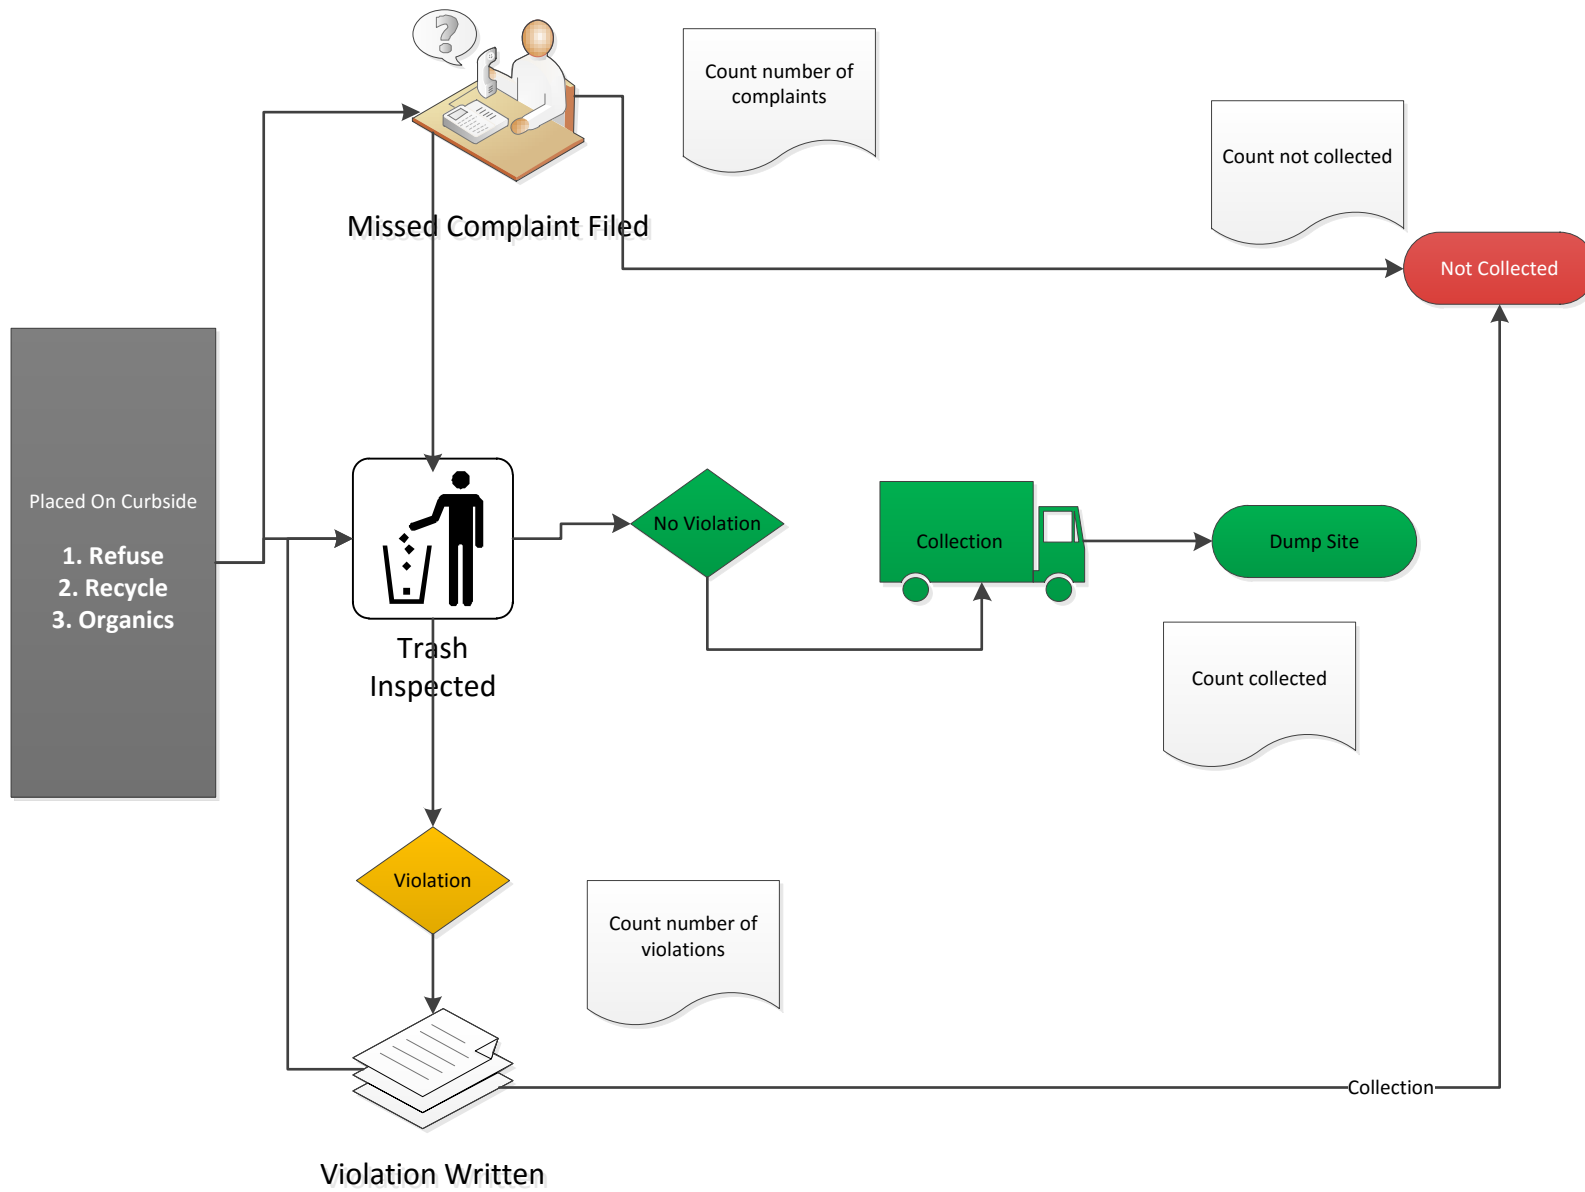 ?
Count number of
complaints
Count not collected
Missed Complaint Filed
Not Collected
Placed On Curbside
1. Refuse
2. Recycle
3. Organics
No Violation
Collection
Dump Site
Trash
Inspected
Count collected
Violation
Count number of
violations
Collection
Violation Written